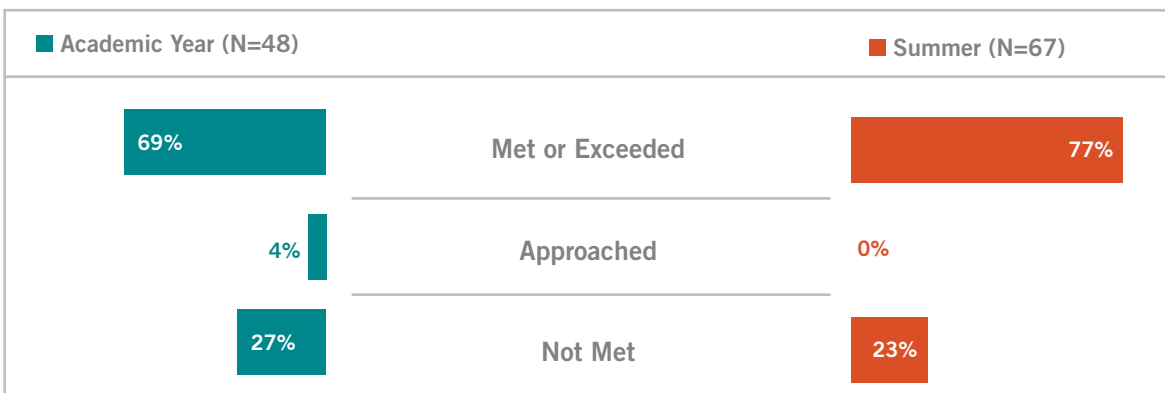 Academic Year (N=48)
Summer (N=67)
69%
Met or Exceeded
77%
4%
Approached
0%
27%
Not Met
23%